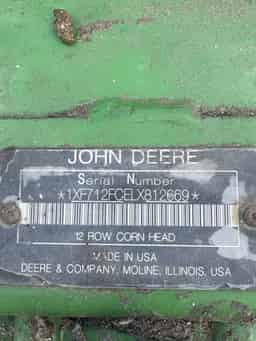 JOHN DEERE
Serial Number
*1XF712FCELX812669*
12 ROW CORN HEAD
MADE IN USA
DEERE & COMPANY, MOLINE, ILLINOIS, USA